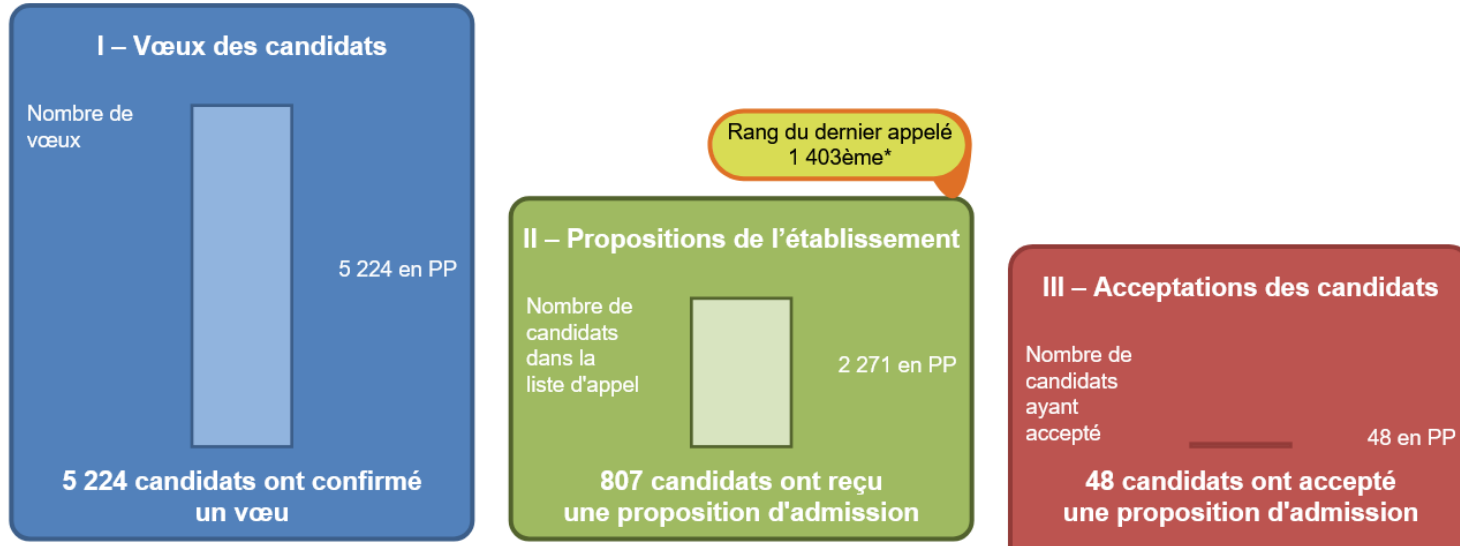 I – Vœux des candidats
Nombre de
vœux
5 224 en PP
5 224 candidats ont confirmé
un vœu
Rang du dernier appelé
1 403ème*
II – Propositions de l'établissement
Nombre de
candidats
dans la
liste d'appel
2 271 en PP
807 candidats ont reçu
une proposition d'admission
III – Acceptations des candidats
Nombre de
candidats
ayant
accepté
48 en PP
48 candidats ont accepté
une proposition d'admission